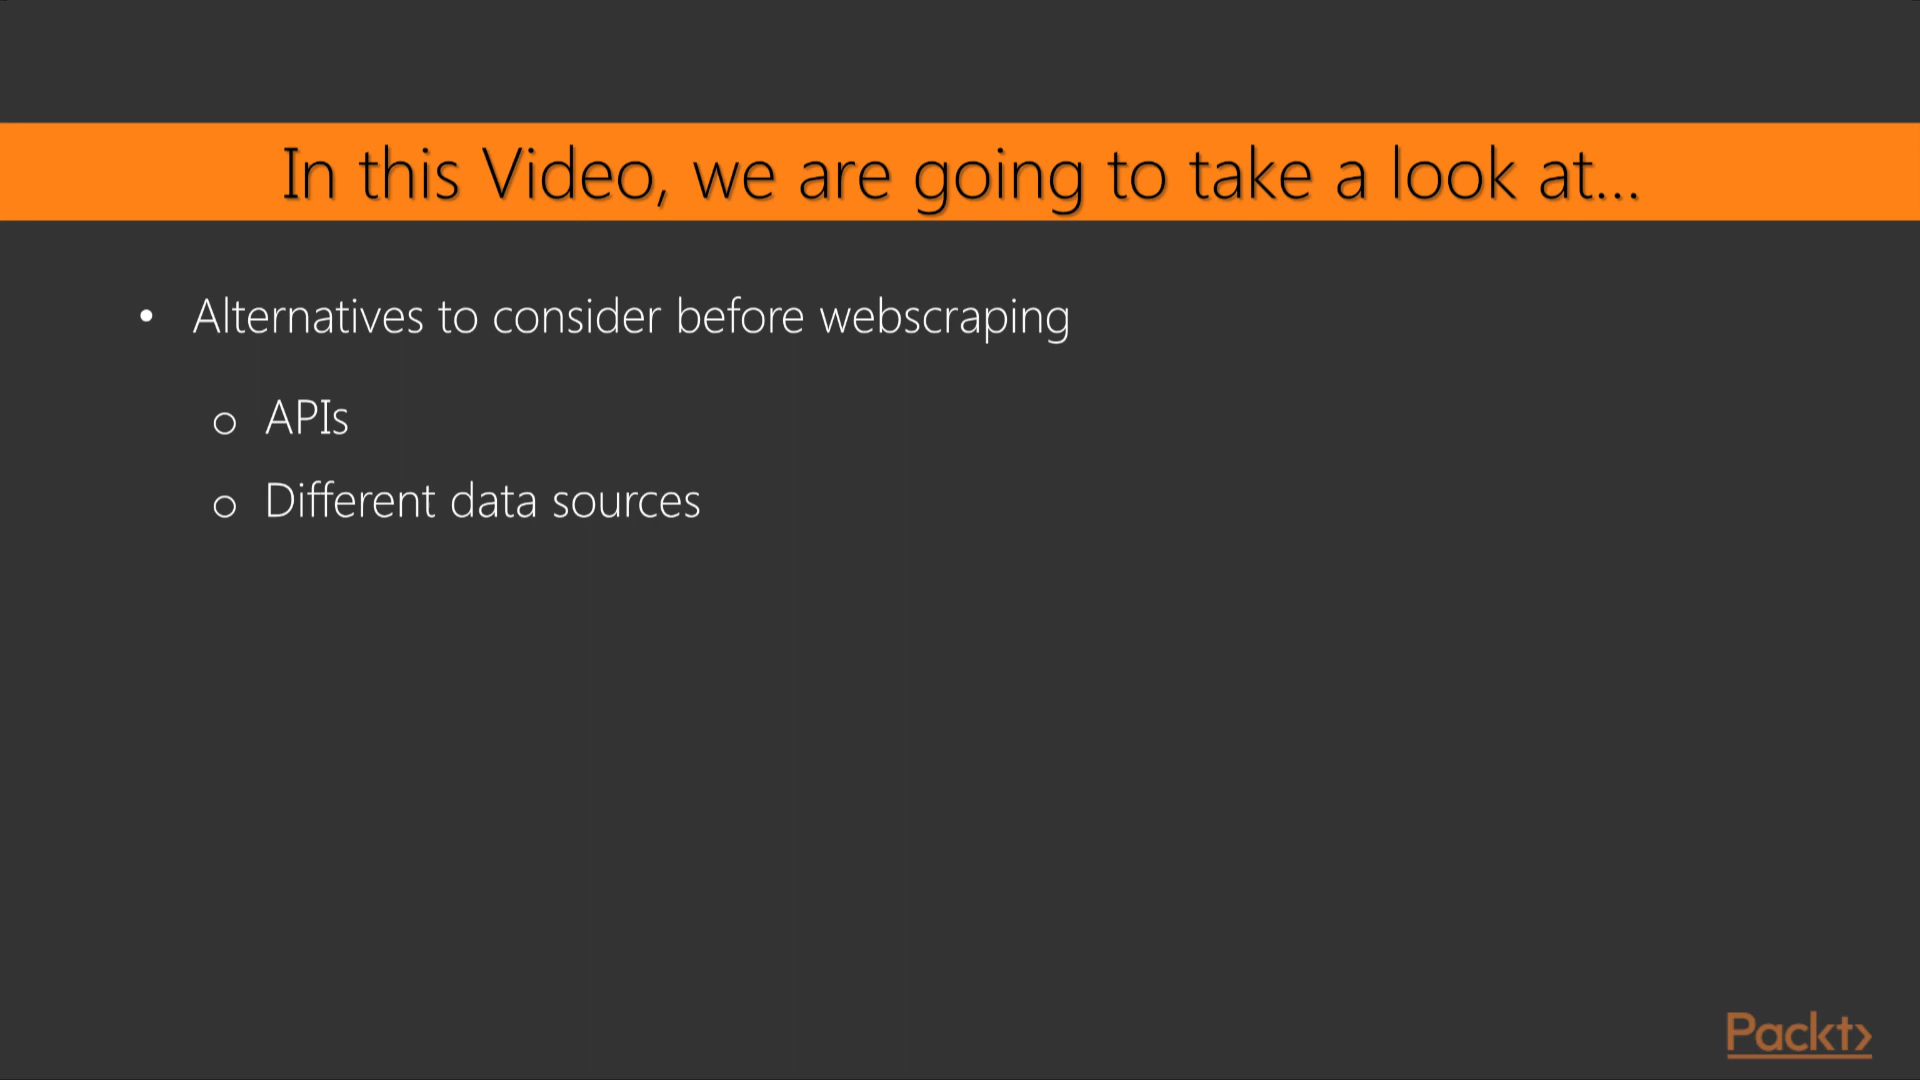 In this Video, we are going to take a look at...
• Alternatives to consider before webscraping
o APIs
o Different data sources
Packt>